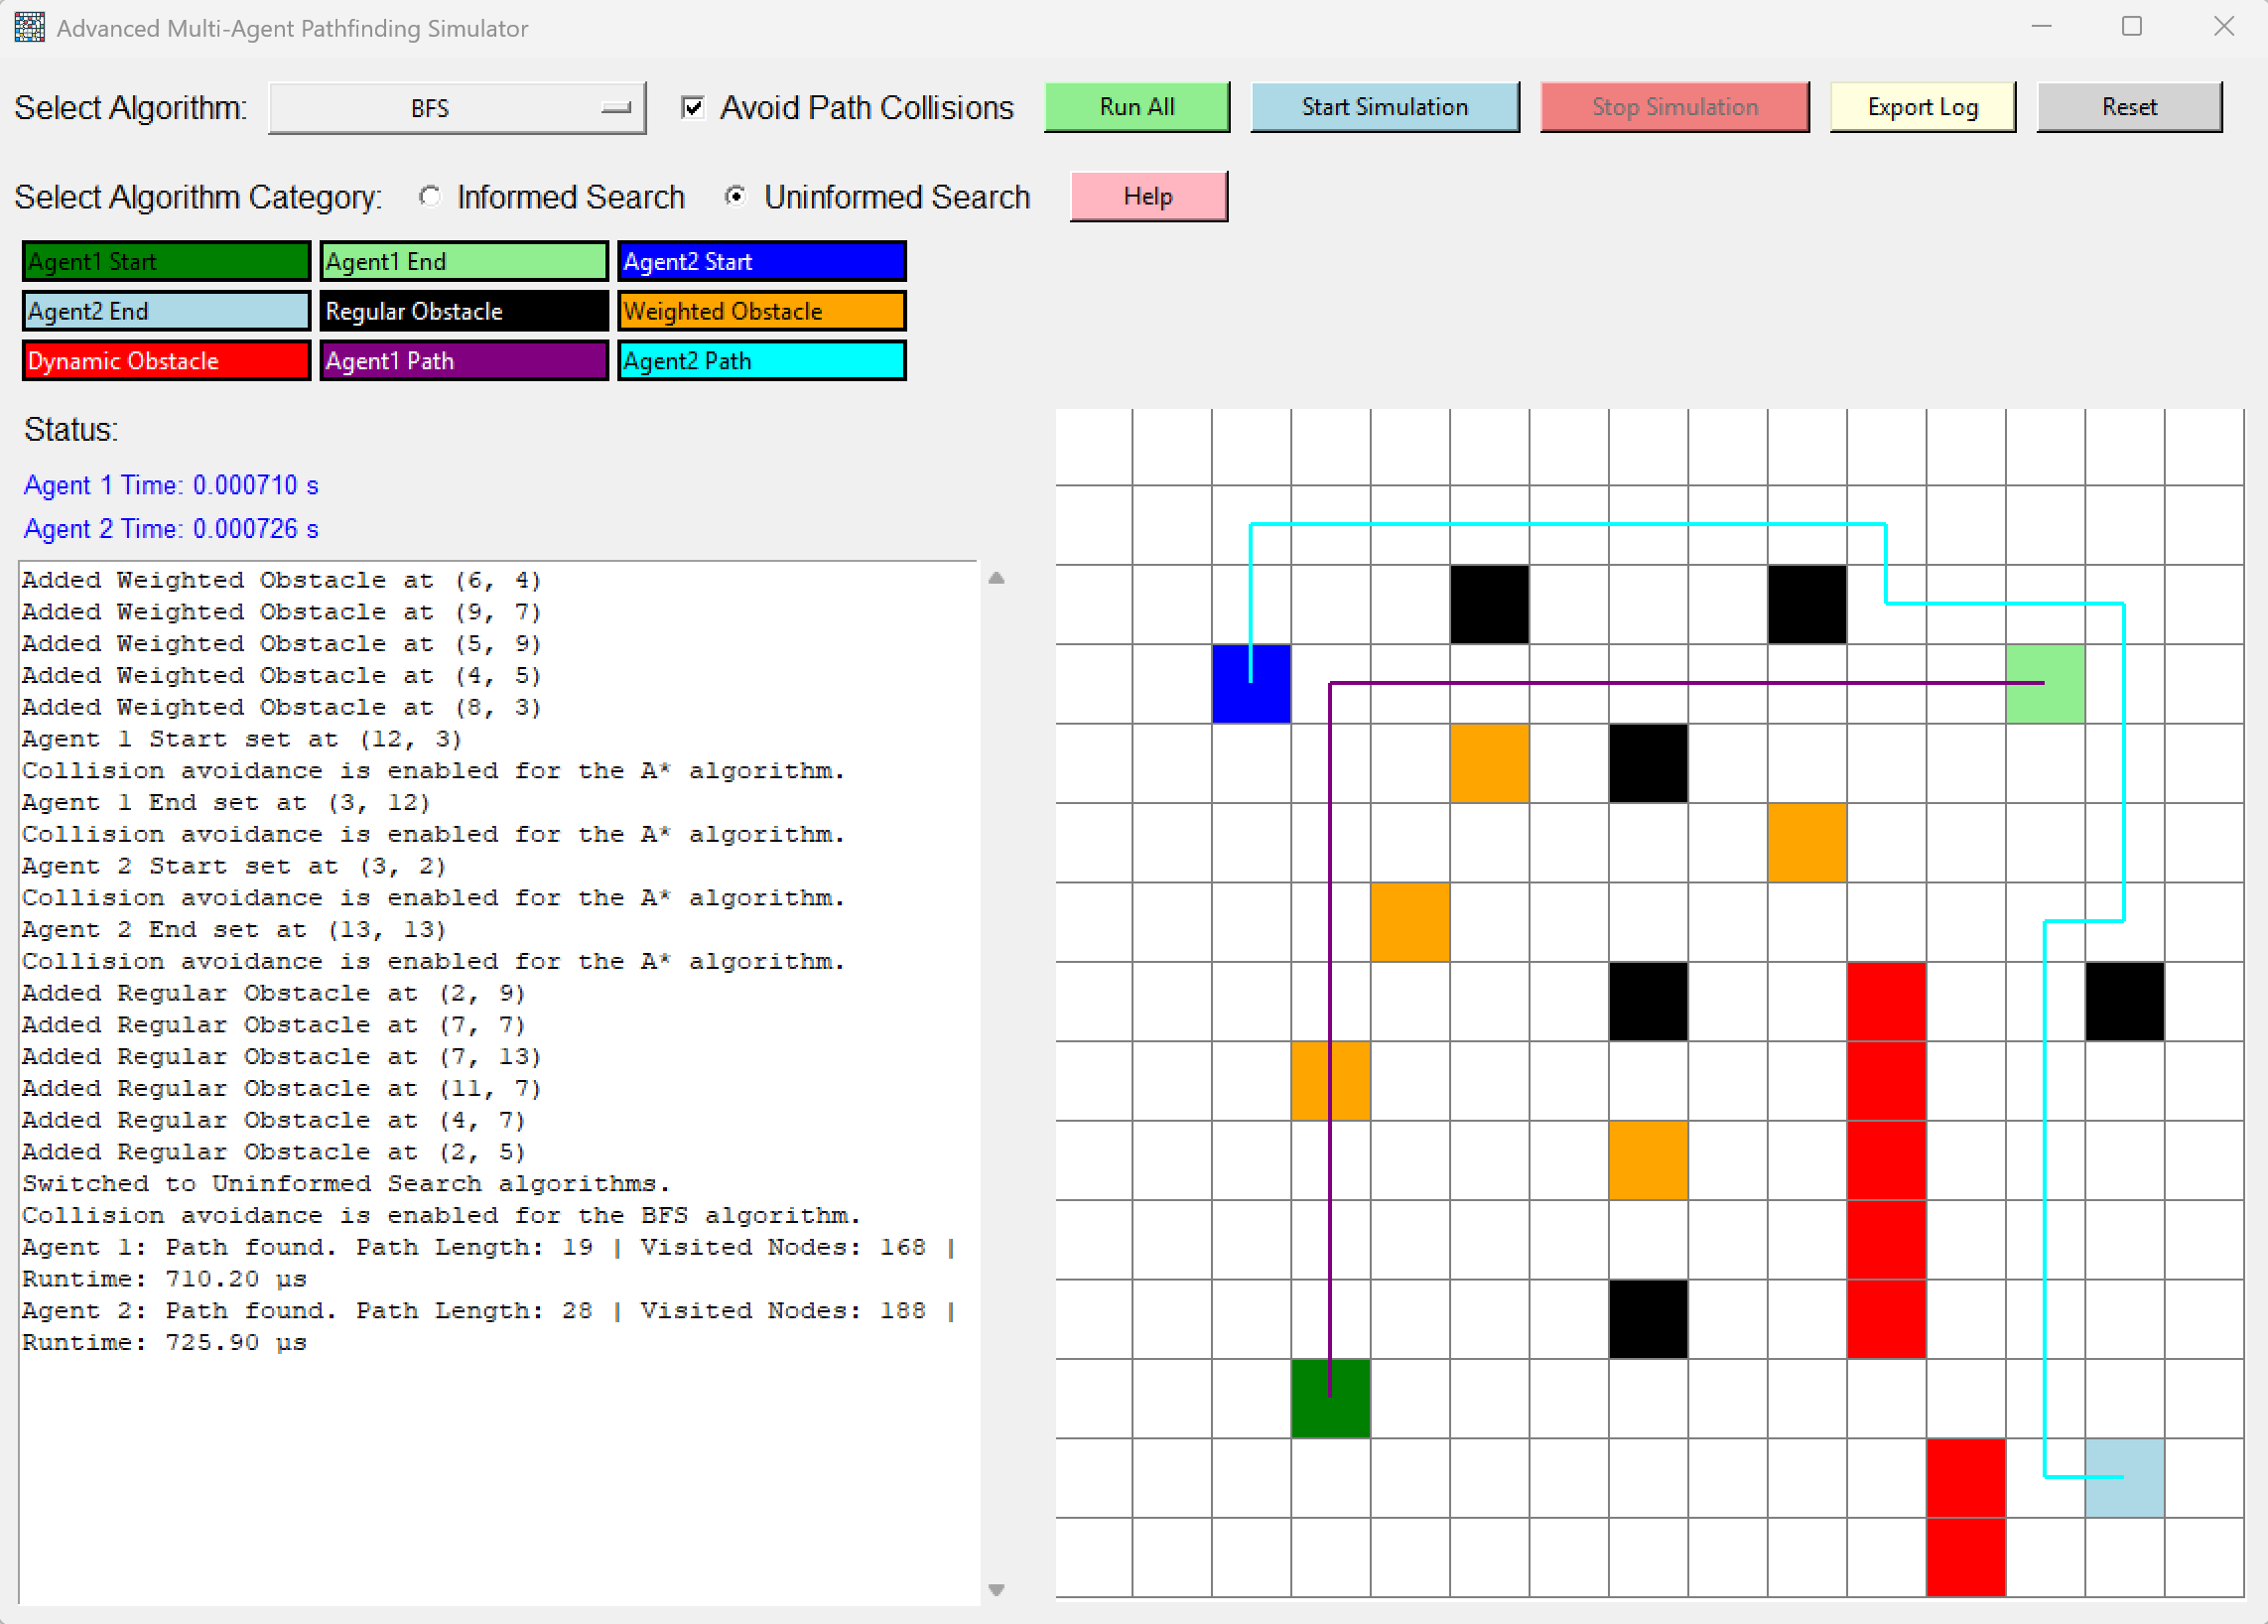 Advanced Multi-Agent Pathfinding Simulator
Select Algorithm: BFS Avoid Path Collisions Run All Start Simulation Stop Simulation Export Log Reset
Select Algorithm Category: Informed Search Uninformed Search Help
Agent1 Start Agent1 End Agent2 Start
Agent2 End Regular Obstacle Weighted Obstacle
Dynamic Obstacle Agent1 Path Agent2 Path
Status:
Agent 1 Time: 0.000710 s
Agent 2 Time: 0.000726 s
Added Weighted Obstacle at (6, 4)
Added Weighted Obstacle at (9, 7)
Added Weighted Obstacle at (5, 9)
Added Weighted Obstacle at (4, 5)
Added Weighted Obstacle at (8, 3)
Agent 1 Start set at (12, 3)
Collision avoidance is enabled for the A* algorithm.
Agent 1 End set at (3, 12)
Collision avoidance is enabled for the A* algorithm.
Agent 2 Start set at (3, 2)
Collision avoidance is enabled for the A* algorithm.
Agent 2 End set at (13, 13)
Collision avoidance is enabled for the A* algorithm.
Added Regular Obstacle at (2, 9)
Added Regular Obstacle at (7, 7)
Added Regular Obstacle at (7, 13)
Added Regular Obstacle at (11, 7)
Added Regular Obstacle at (4, 7)
Added Regular Obstacle at (2, 5)
Switched to Uninformed Search algorithms.
Collision avoidance is enabled for the BFS algorithm.
Agent 1: Path found. Path Length: 19 | Visited Nodes: 168 |
Runtime: 710.20 µs
Agent 2: Path found. Path Length: 28 | Visited Nodes: 188 |
Runtime: 725.90 µs